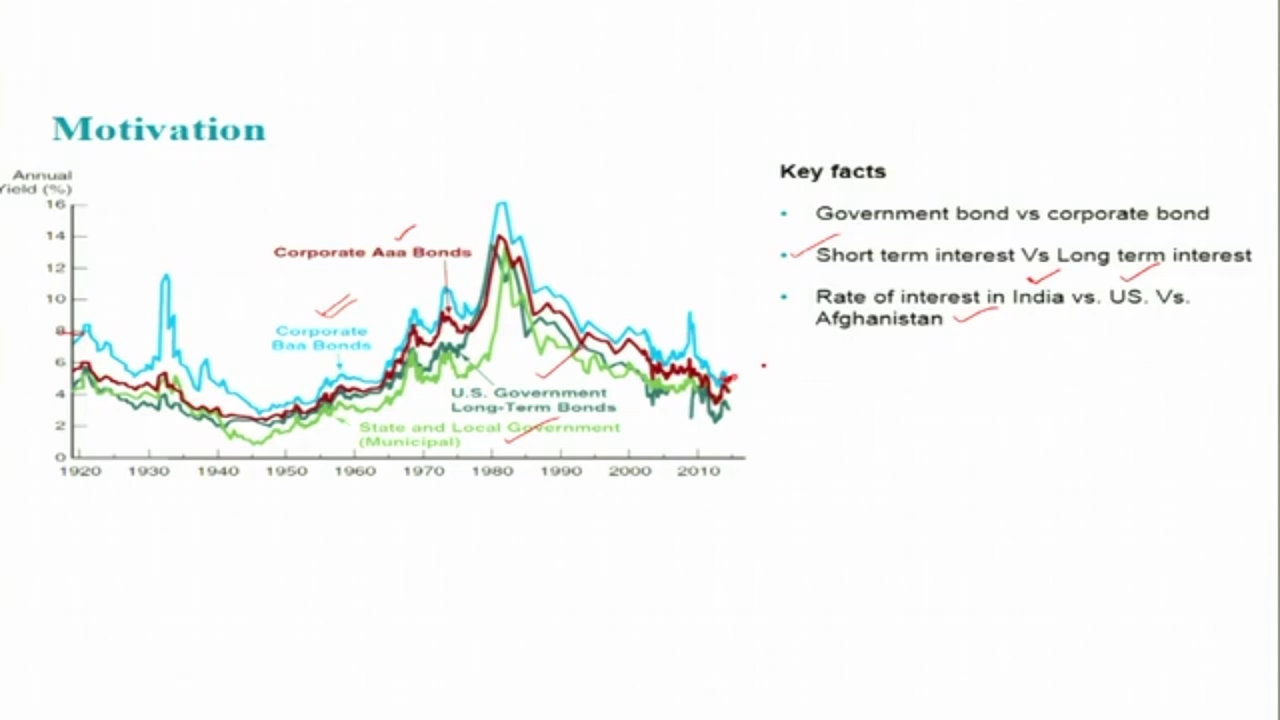 Motivation
Annual
Yield (%)
16
14
12
10
8
6
4
2
0
1920 1930 1940 1950 1960 1970 1980 1990 2000 2010
Corporate Aaa Bonds
Corporate
Baa Bonds
U.S. Government
Long-Term Bonds
State and Local Government
(Municipal)
Key facts
• Government bond vs corporate bond
• Short term interest Vs Long term interest
• Rate of interest in India vs. US. Vs.
Afghanistan